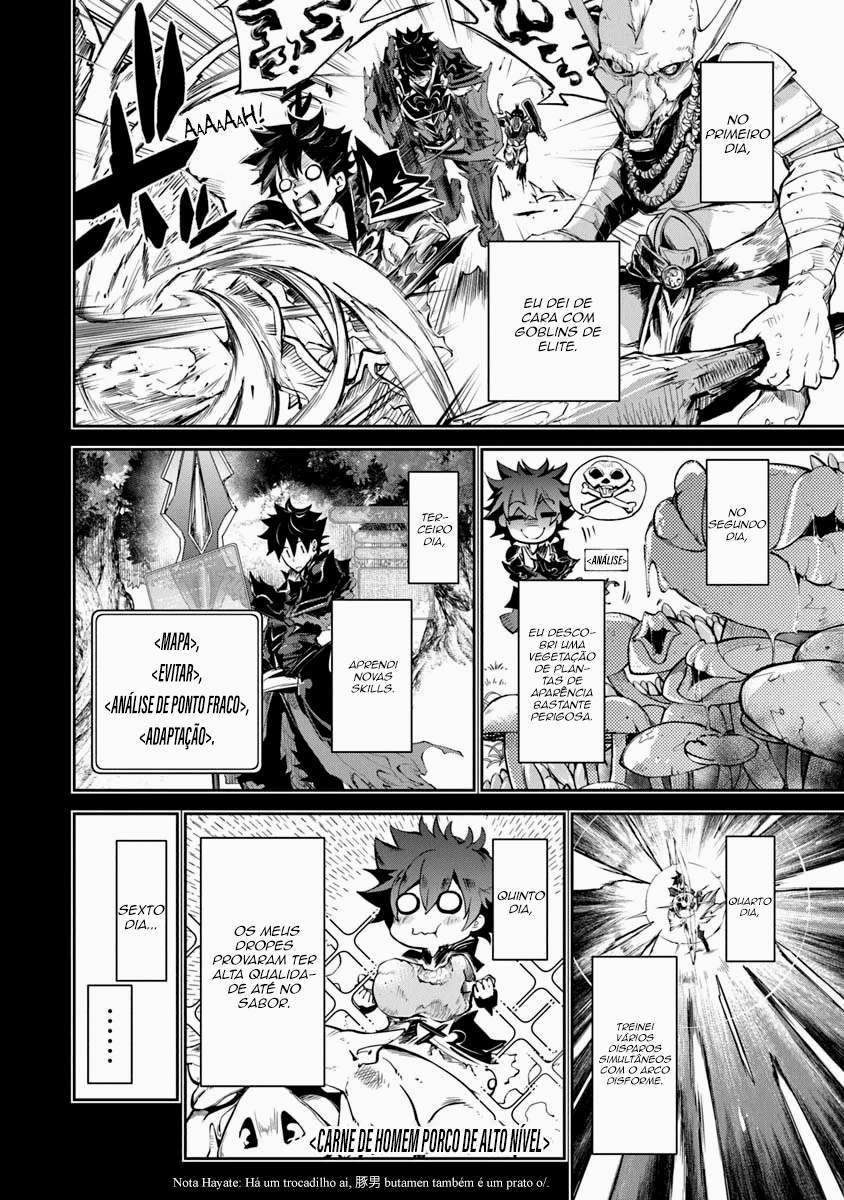 NO
PRIMEIRO
DIA,
AAAAAAH!
EU DEI DE
CARA COM
GOBLINS DE
ELITE.
NO
SEGUNDO
DIA,
<ANÁLISE>
EU DESCO-
BRI UMA
VEGETAÇÃO
DE PLAN-
TAS DE
APARÊNCIA
BASTANTE
PERIGOSA.
TER-
CEIRO
DIA,
APRENDI
NOVAS
SKILLS.
<MAPA>,
<EVITAR>,
<ANÁLISE DE PONTO FRACO>,
<ADAPTAÇÃO>.
QUARTO
DIA,
TREINEI
VÁRIOS
DISPAROS
SIMULTÂNEOS
COM O ARCO
DISFORME.
QUINTO
DIA,
OS MEUS
DROPES
PROVARAM TER
ALTA QUALIDA-
DE ATÉ NO
SABOR.
<CARNE DE HOMEM PORCO DE ALTO NÍVEL>
SEXTO
DIA...
......
Nota Hayate: Há um trocadilho ai, 豚男 butamen também é um prato o/.